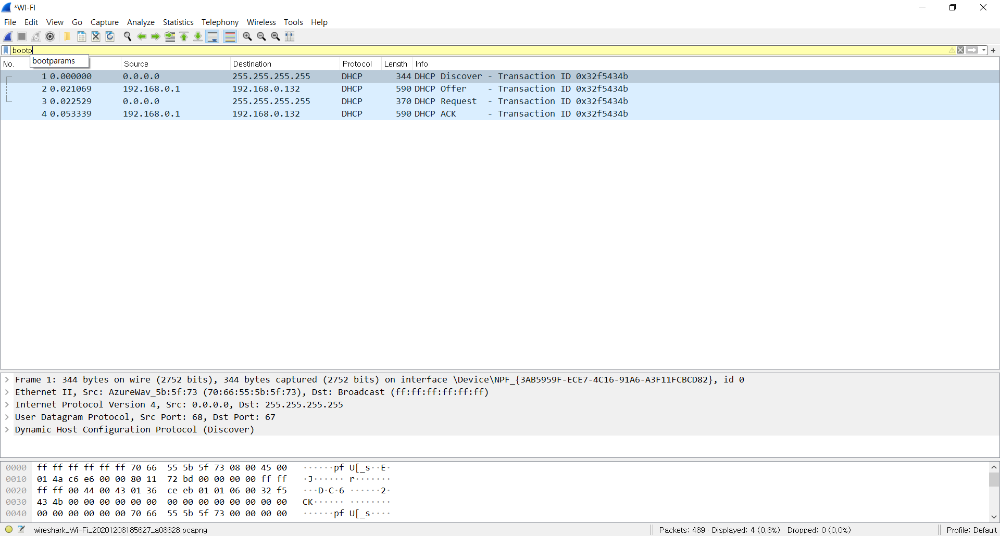 *Wi-Fi
File Edit View Go Capture Analyze Statistics Telephony Wireless Tools Help
bootp
bootparams
No. Source Destination Protocol Length Info
1 0.000000 0.0.0.0 255.255.255.255 DHCP 344 DHCP Discover - Transaction ID 0x32f5434b
2 0.021069 192.168.0.1 192.168.0.132 DHCP 590 DHCP Offer - Transaction ID 0x32f5434b
3 0.022529 0.0.0.0 255.255.255.255 DHCP 370 DHCP Request - Transaction ID 0x32f5434b
4 0.053339 192.168.0.1 192.168.0.132 DHCP 590 DHCP ACK - Transaction ID 0x32f5434b
Frame 1: 344 bytes on wire (2752 bits), 344 bytes captured (2752 bits) on interface \Device\NPF_{3AB5959F-ECE7-4C16-91A6-A3F11FCBCD82}, id 0
Ethernet II, Src: AzureWav_5b:5f:73 (70:66:55:5b:5f:73), Dst: Broadcast (ff:ff:ff:ff:ff:ff)
Internet Protocol Version 4, Src: 0.0.0.0, Dst: 255.255.255.255
User Datagram Protocol, Src Port: 68, Dst Port: 67
Dynamic Host Configuration Protocol (Discover)
0000 ff ff ff ff ff ff 70 66 55 5b 5f 73 08 00 45 00 ······pf U[_s··E·
0010 01 4a c6 e6 00 00 80 11 72 bd 00 00 00 00 ff ff ·J······ r·······
0020 ff ff 00 44 00 43 01 36 ce eb 01 01 06 00 32 f5 ···D·C·6 ······2·
0030 43 4b 00 00 00 00 00 00 00 00 00 00 00 00 00 00 CK······ ········
0040 00 00 00 00 00 00 70 66 55 5b 5f 73 00 00 00 00 ······pf U[_s····
wireshark_Wi-Fi_20201208185627_a08628.pcapng Packets: 489 · Displayed: 4 (0.8%) · Dropped: 0 (0.0%) Profile: Default